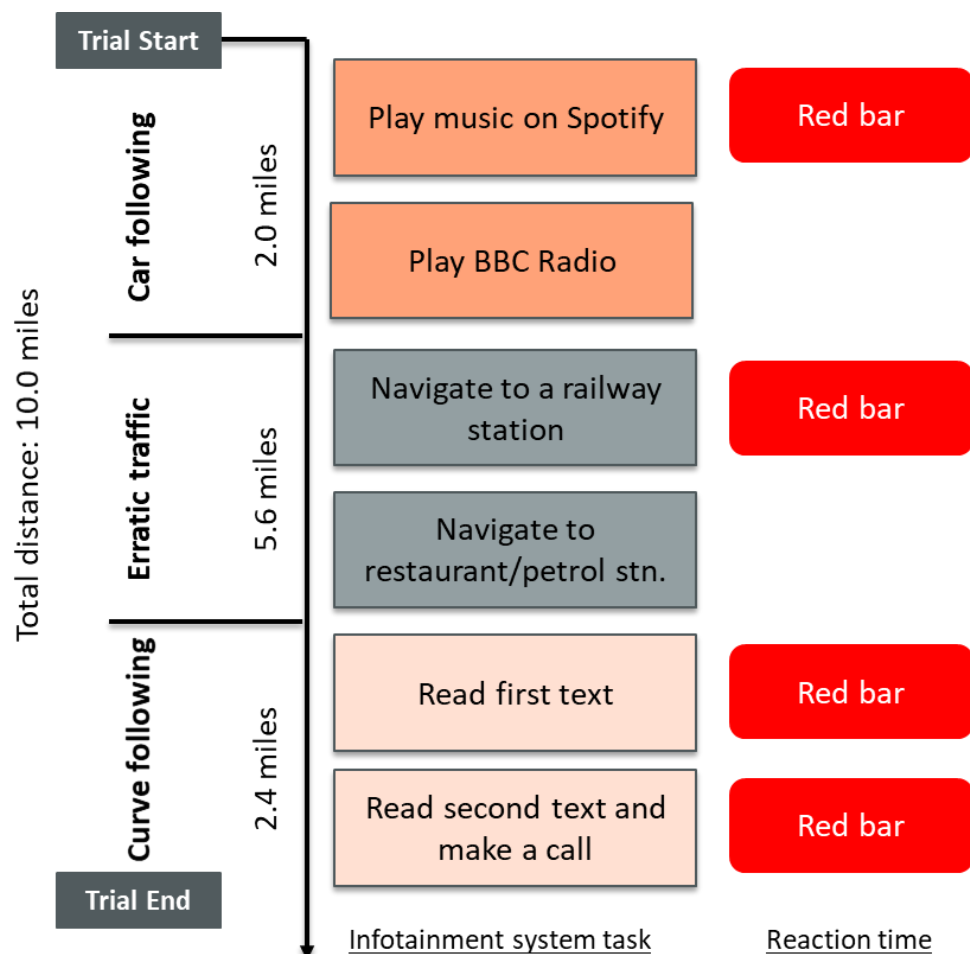 Trial Start
Total distance: 10.0 miles
Car following
2.0 miles
Play music on Spotify
Red bar
Play BBC Radio
Erratic traffic
5.6 miles
Navigate to a railway
station
Red bar
Navigate to
restaurant/petrol stn.
Curve following
2.4 miles
Read first text
Red bar
Read second text and
make a call
Red bar
Trial End
Infotainment system task
Reaction time